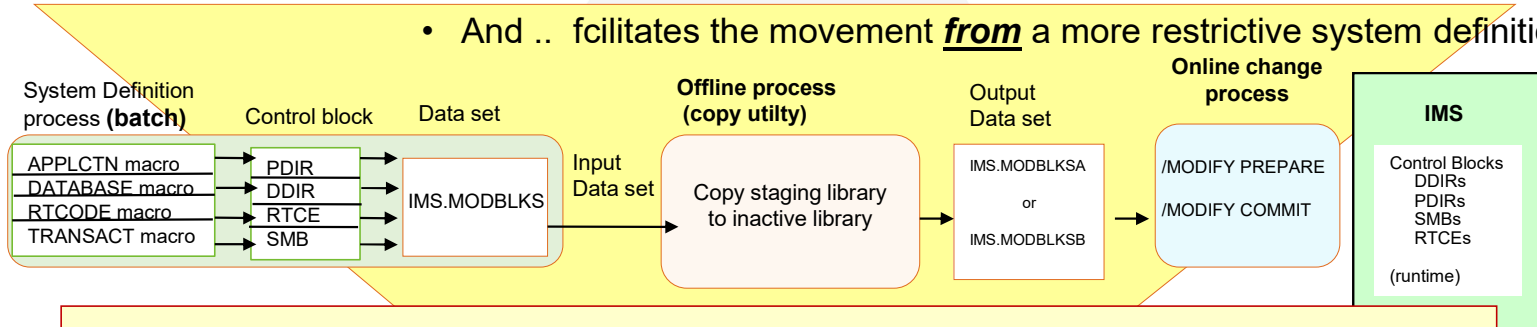 • And .. fcilitates the movement from a more restrictive system definiti
System Definition
process (batch)
Control block
Data set
Offline process
(copy utilty)
Output
Data set
Online change
process
APPLCTN macro
DATABASE macro
RTCODE macro
TRANSACT macro
PDIR
DDIR
RTCE
SMB
IMS.MODBLKS
Input
Data set
Copy staging library
to inactive library
IMS.MODBLKSA
or
IMS.MODBLKSB
/MODIFY PREPARE
/MODIFY COMMIT
IMS
Control Blocks
DDIRs
PDIRs
SMBs
RTCEs
(runtime)